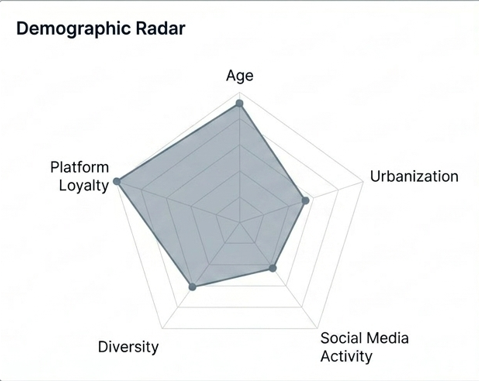 Demographic Radar
Age
Platform
Loyalty
Urbanization
Diversity
Social Media
Activity